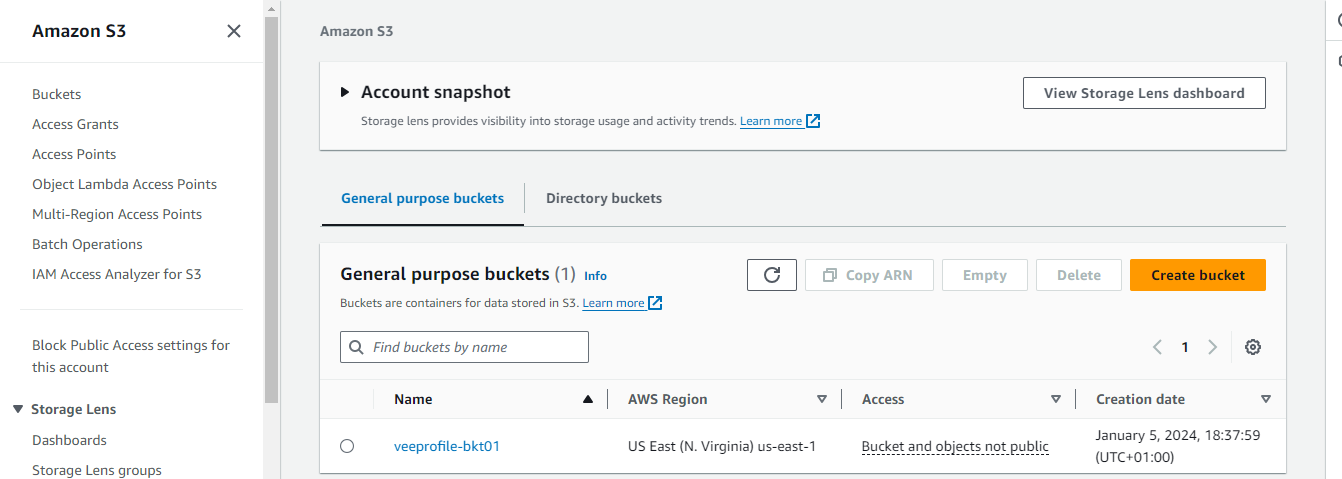 Amazon S3
Buckets
Access Grants
Access Points
Object Lambda Access Points
Multi-Region Access Points
Batch Operations
IAM Access Analyzer for S3
Block Public Access settings for
this account
Storage Lens
Dashboards
Storage Lens groups
Amazon S3
Account snapshot
View Storage Lens dashboard
Storage lens provides visibility into storage usage and activity trends. Learn more
General purpose buckets
Directory buckets
General purpose buckets (1) Info
Copy ARN
Empty
Delete
Create bucket
Buckets are containers for data stored in S3. Learn more
Find buckets by name
1
Name
AWS Region
Access
Creation date
veeprofile-bkt01
US East (N. Virginia) us-east-1
Bucket and objects not public
January 5, 2024, 18:37:59
(UTC+01:00)